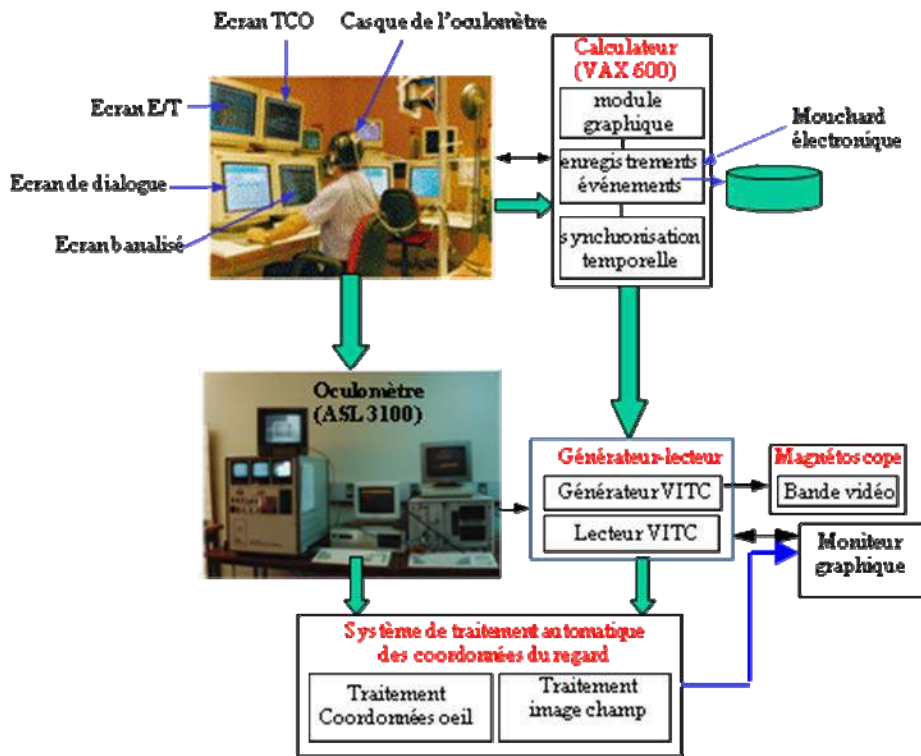 Ecran TCO
Casque de l'oculomètre
Ecran E/T
Ecran de dialogue
Ecran banalisé
Calculateur
(VAX 600)
module
graphique
enregistrements
événements
synchronisation
temporelle
Mouchard
électronique
Oculomètre
(ASL 3100)
Générateur-lecteur
Générateur VITC
Lecteur VITC
Magnétoscope
Bande vidéo
Moniteur
graphique
Système de traitement automatique
des coordonnées du regard
Traitement
Coordonnées oeil
Traitement
image champ